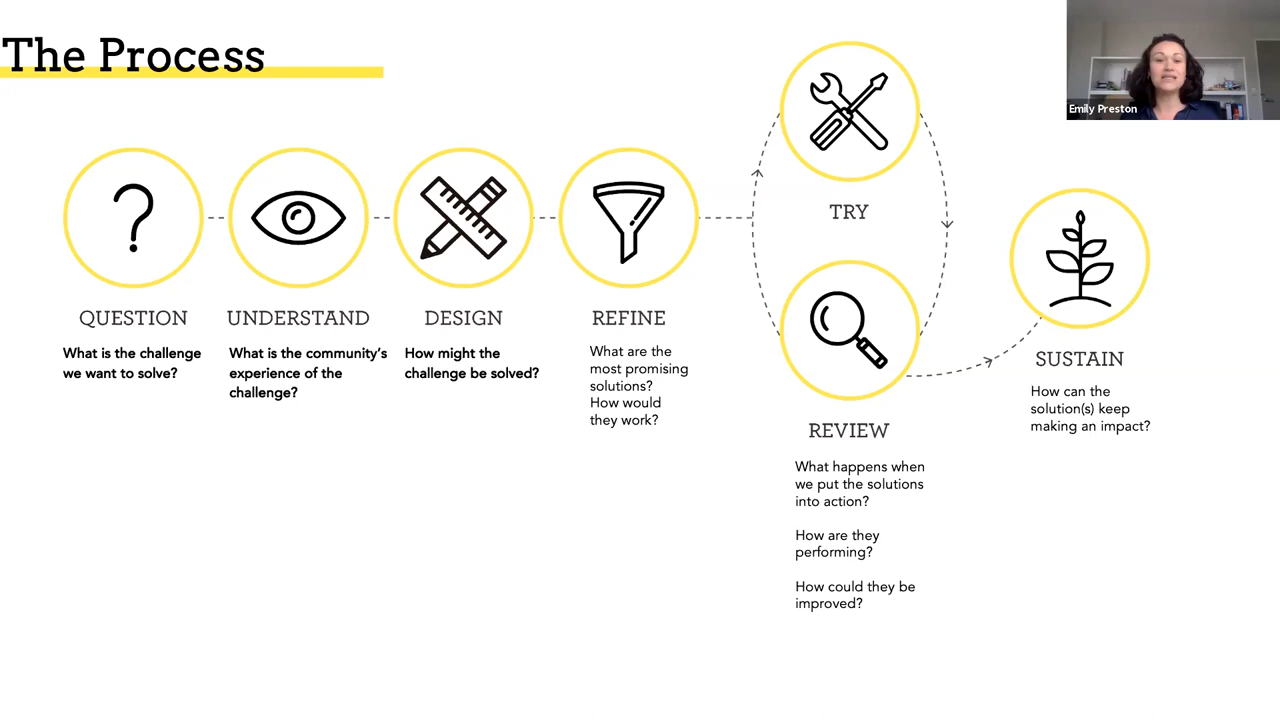 The Process
Emily Preston
QUESTION
What is the challenge
we want to solve?
UNDERSTAND
What is the community’s
experience of the
challenge?
DESIGN
How might the
challenge be solved?
REFINE
What are the
most promising
solutions?
How would
they work?
TRY
REVIEW
What happens when
we put the solutions
into action?
How are they
performing?
How could they be
improved?
SUSTAIN
How can the
solution(s) keep
making an impact?